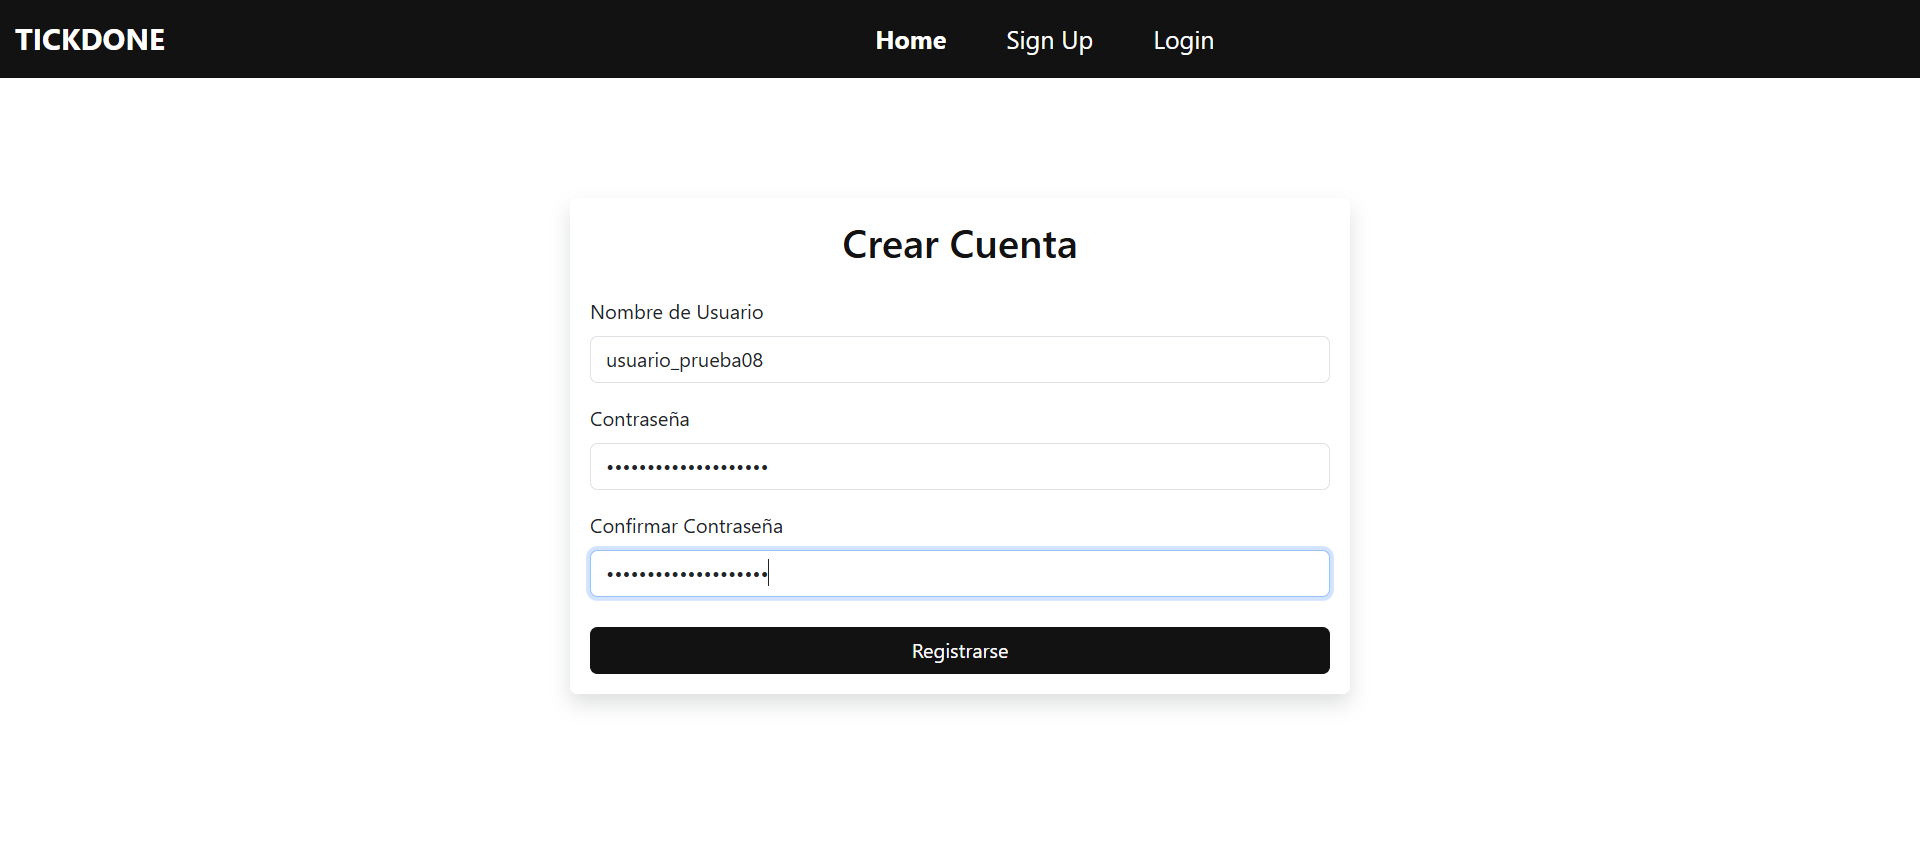 TICKDONE
Home Sign Up Login
Crear Cuenta
Nombre de Usuario
usuario_prueba08
Contraseña
••••••••••••••••••••
Confirmar Contraseña
••••••••••••••••••••
Registrarse